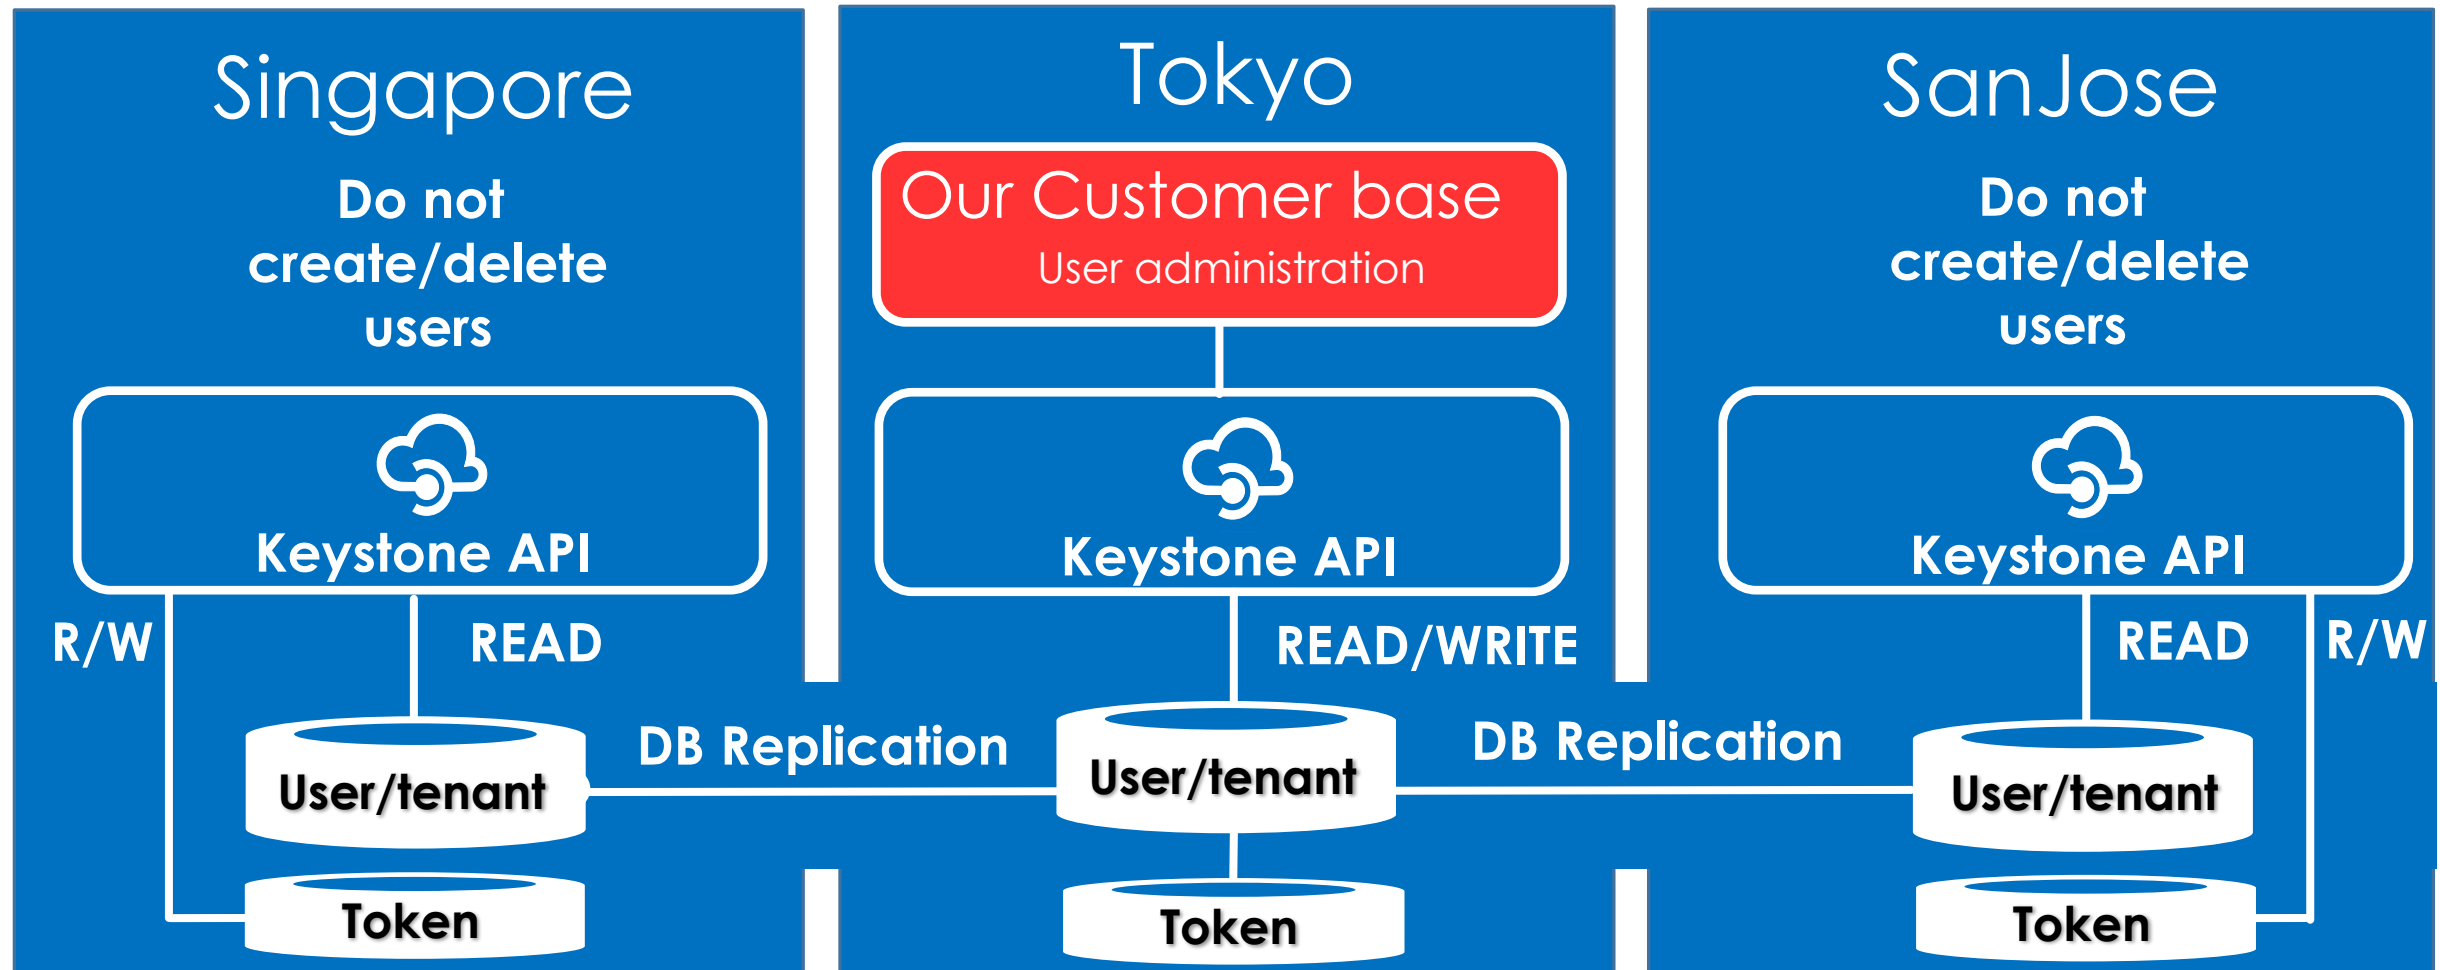 Singapore
Do not
create/delete
users
Keystone API
R/W
READ
User/tenant
Token
DB Replication
Tokyo
Our Customer base
User administration
Keystone API
READ/WRITE
User/tenant
Token
DB Replication
SanJose
Do not
create/delete
users
Keystone API
READ
R/W
User/tenant
Token